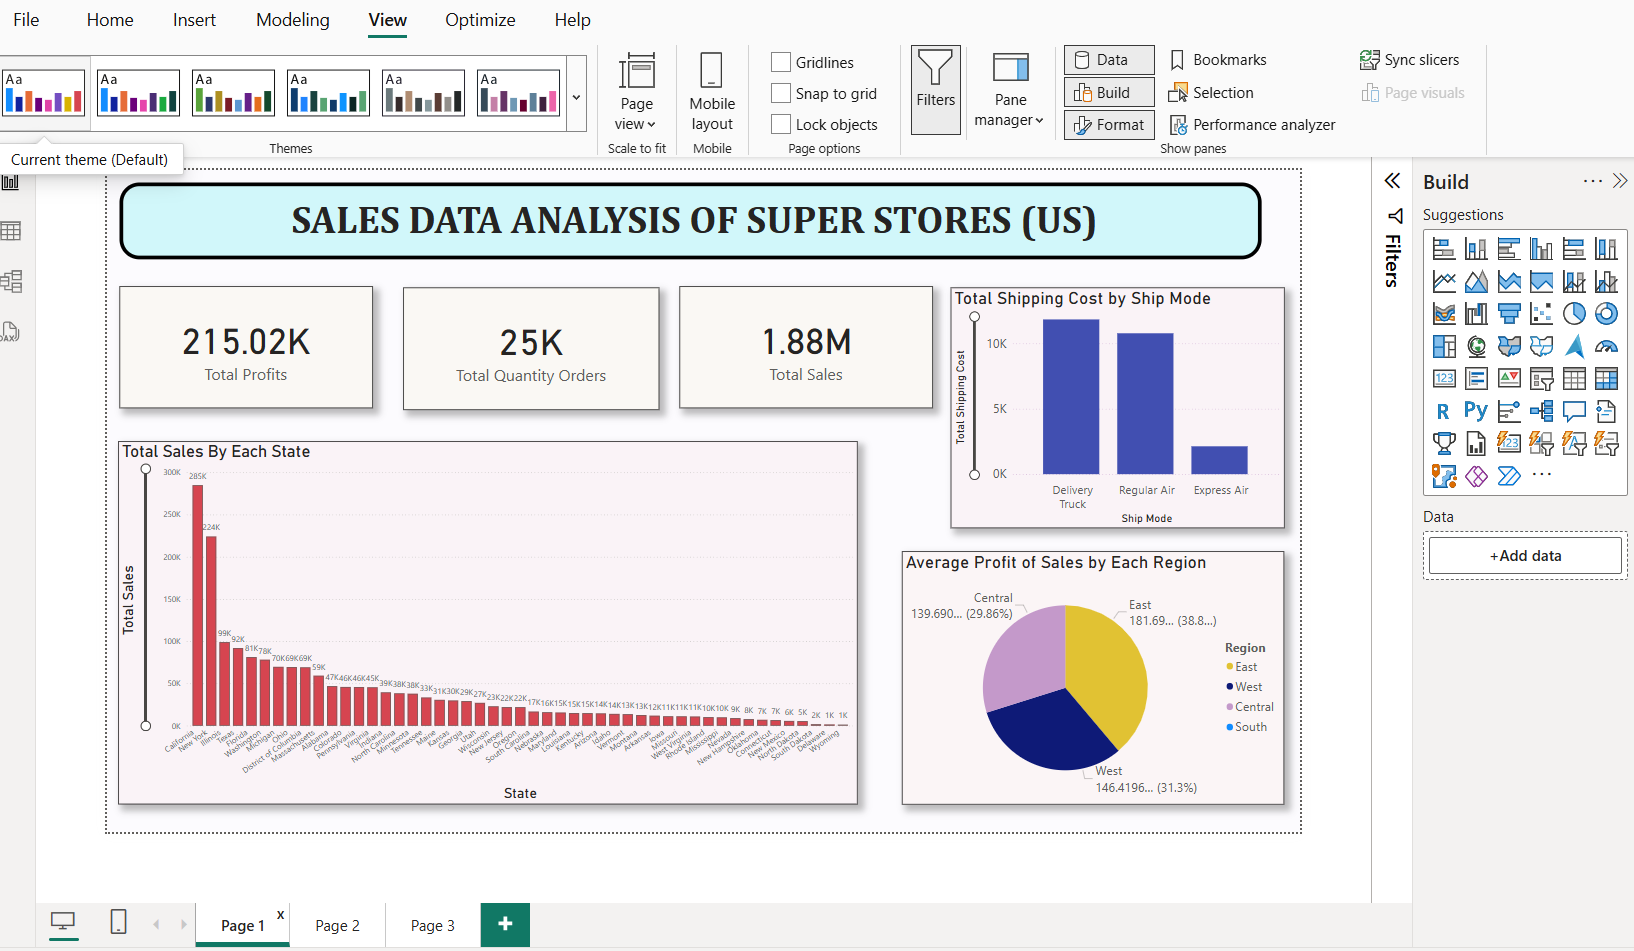 File Home Insert Modeling View Optimize Help
Aa Aa Aa Aa Aa Aa
Themes
Current theme (Default)
Page view
Scale to fit
Mobile layout
Mobile
Gridlines
Snap to grid
Lock objects
Page options
Filters
Pane manager
Data
Build
Format
Bookmarks
Selection
Performance analyzer
Sync slicers
Page visuals
Show panes
SALES DATA ANALYSIS OF SUPER STORES (US)
215.02K
Total Profits
25K
Total Quantity Orders
1.88M
Total Sales
Total Shipping Cost by Ship Mode
Total Shipping Cost
10K
5K
0K
Delivery Truck
Regular Air
Express Air
Ship Mode
Total Sales By Each State
Total Sales
300K
250K
200K
150K
100K
50K
0K
285K 224K 99K 92K 81K 78K 70K 69K 69K 59K 47K 46K 46K 45K 39K 38K 38K 33K 31K 30K 29K 27K 23K 22K 22K 17K 16K 15K 15K 15K 14K 14K 13K 13K 12K 11K 11K 11K 10K 10K 9K 8K 7K 7K 6K 5K 2K 1K 1K
California New York Illinois Texas Florida Washington Michigan Ohio District of Columbia Massachusetts Alabama Colorado Pennsylvania Virginia Indiana North Carolina Minnesota Tennessee Maine Kansas Georgia Utah Wisconsin New Jersey Oregon South Carolina Nebraska Maryland Louisiana Kentucky Arizona Idaho Vermont Montana Arkansas Iowa Missouri West Virginia Rhode Island Mississippi Nevada New Hampshire Oklahoma Connecticut New Mexico North Dakota South Dakota Delaware Wyoming
State
Average Profit of Sales by Each Region
Central
139.690... (29.86%)
East
181.69... (38.8...)
West
146.4196... (31.3%)
Region
East
West
Central
South
Filters
Build
Suggestions
123
R Py
123
Data
+Add data
DAX
Page 1 x
Page 2
Page 3
+